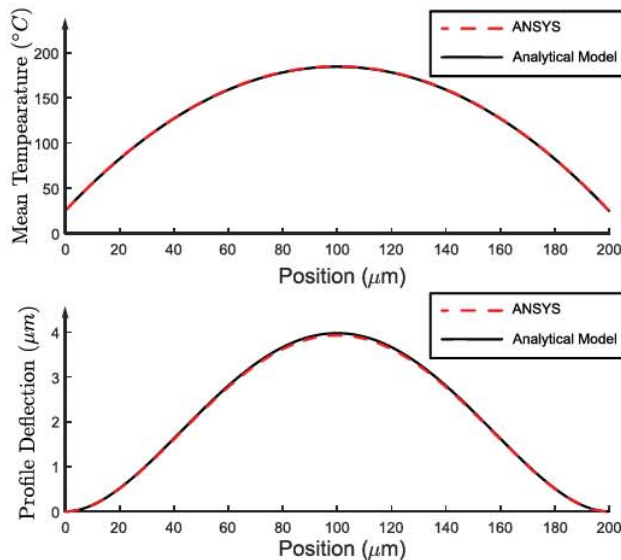 Mean Tempearature (°C)
200
150
100
50
0
0 20 40 60 80 100 120 140 160 180 200
Position (μm)
ANSYS
Analytical Model
Profile Deflection (μm)
4
3
2
1
0
0 20 40 60 80 100 120 140 160 180 200
Position (μm)
ANSYS
Analytical Model